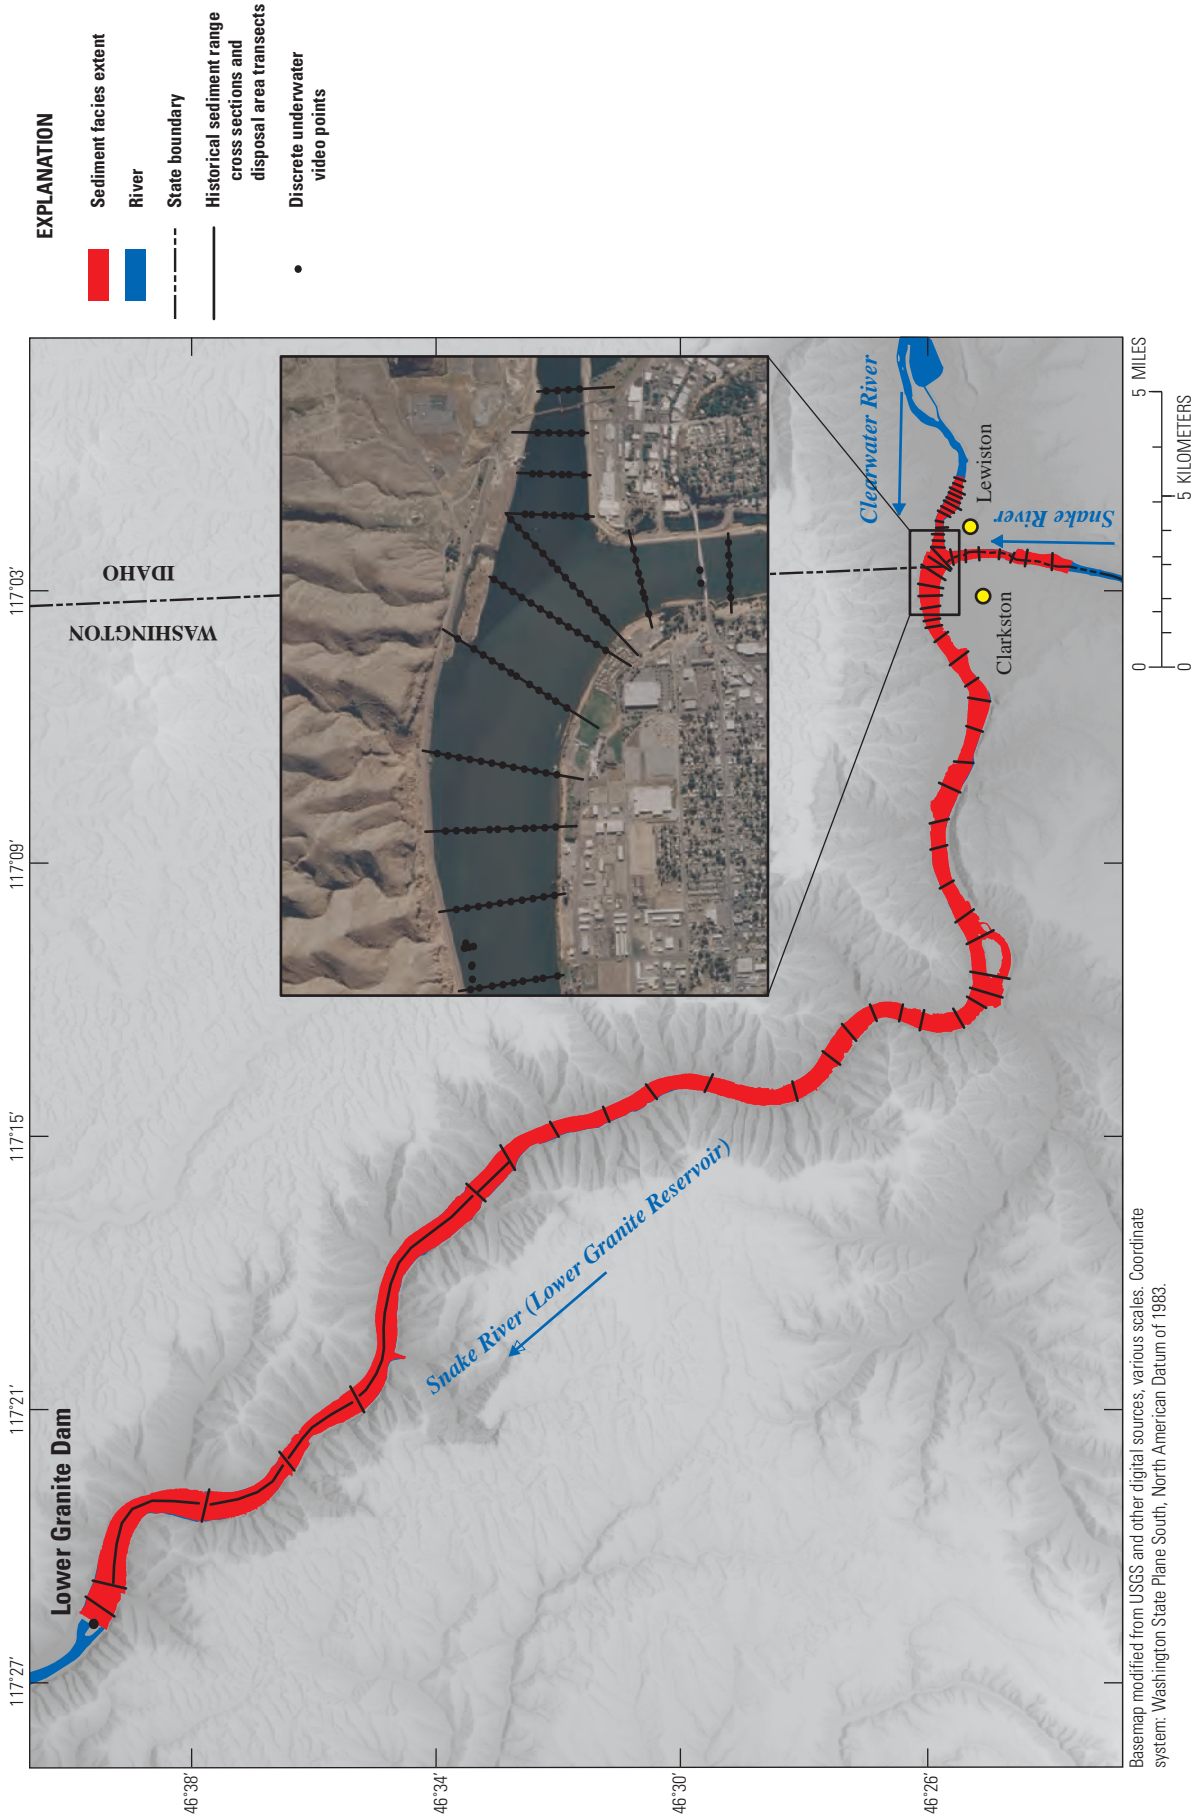 EXPLANATION
Sediment facies extent
River
State boundary
Historical sediment range
cross sections and
disposal area transects
Discrete underwater
video points
117°27′
117°21′
117°15′
117°09′
117°03′
46°38′
46°34′
46°30′
46°26′
Lower Granite Dam
WASHINGTON
IDAHO
Snake River (Lower Granite Reservoir)
Clearwater River
Snake River
Lewiston
Clarkston
0
5 MILES
0
5 KILOMETERS
Basemap modified from USGS and other digital sources, various scales. Coordinate
system: Washington State Plane South, North American Datum of 1983.